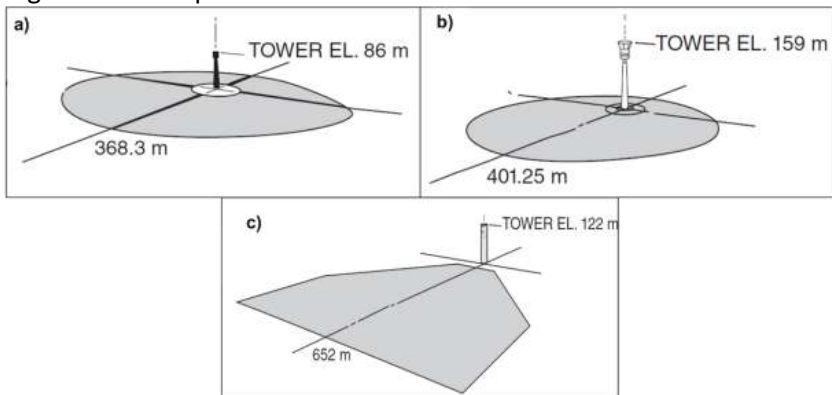 a)
TOWER EL. 86 m
368.3 m
b)
TOWER EL. 159 m
401.25 m
c)
TOWER EL. 122 m
652 m